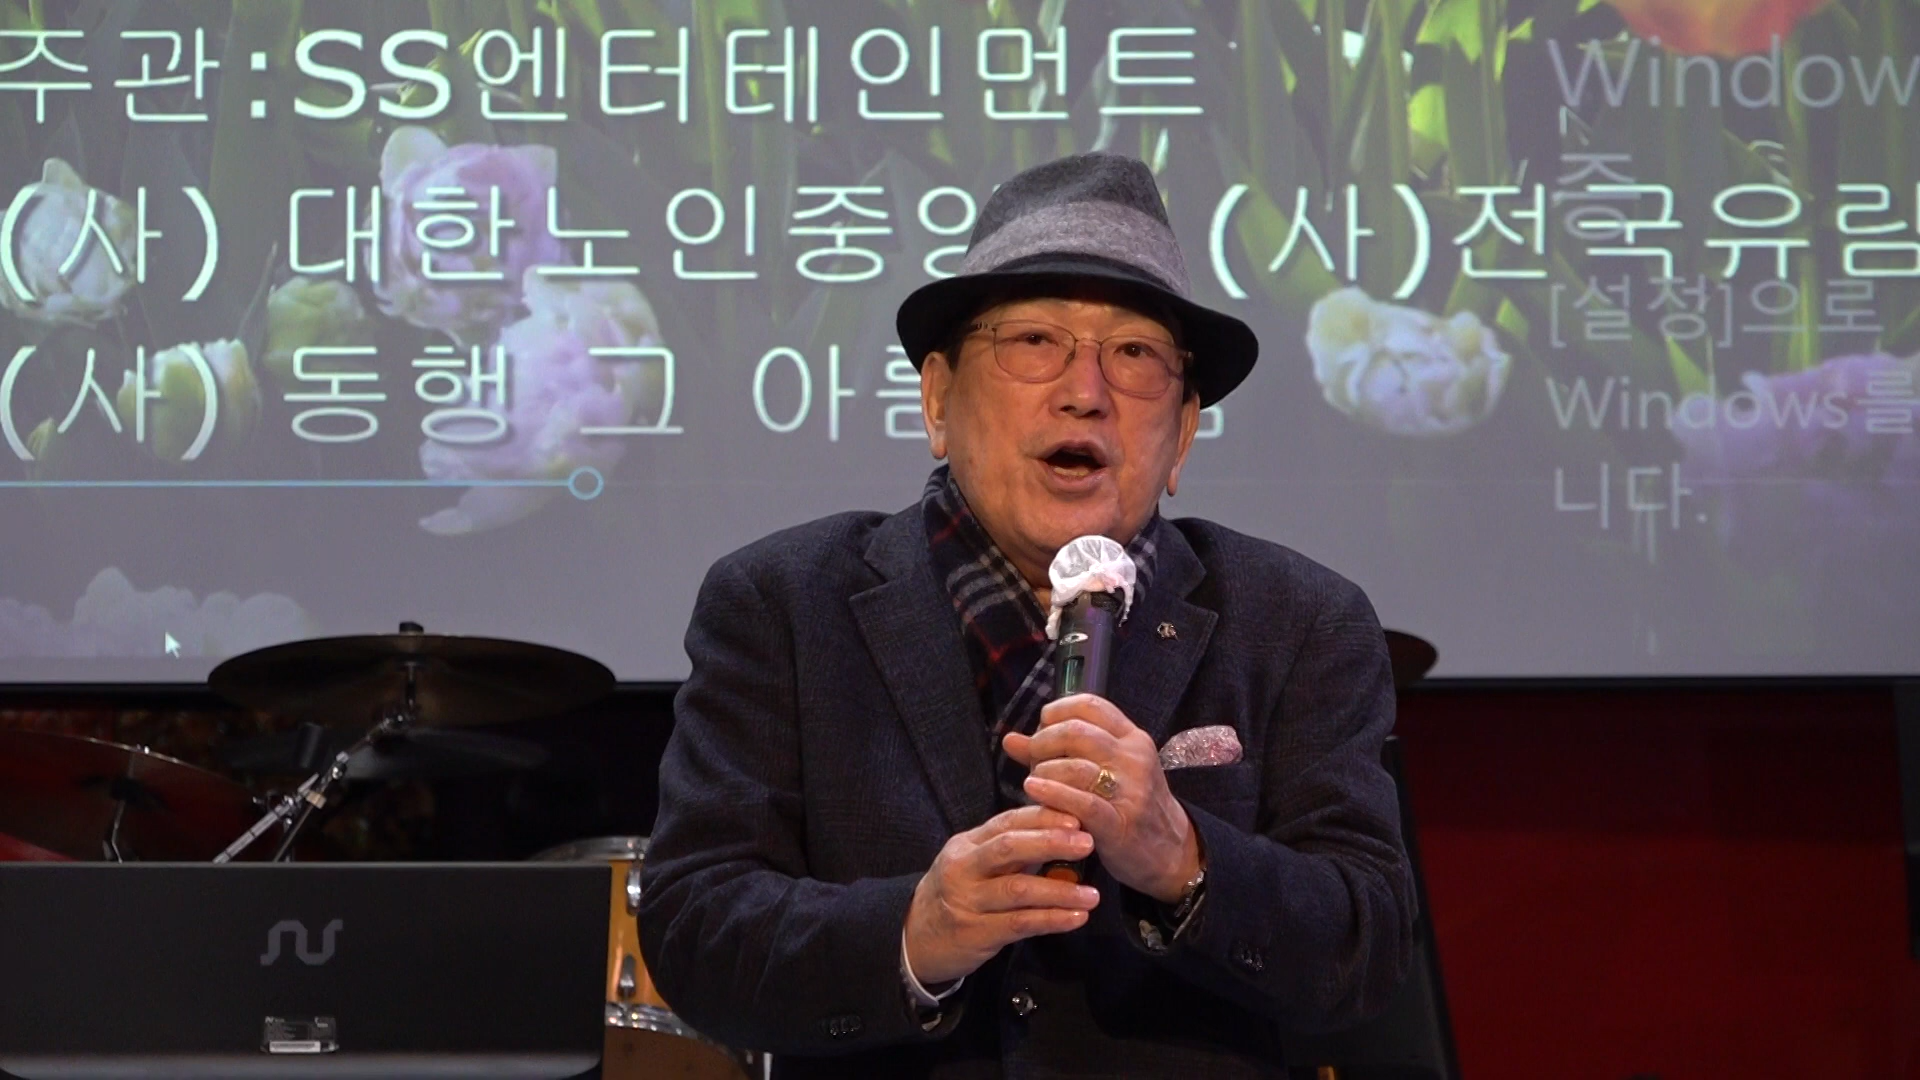 주관:SS엔터테인먼트
(사) 대한노인중앙 (사)전국유림
(사) 동행 그 아름
Windows
[설정]으로
Windows를
니다.